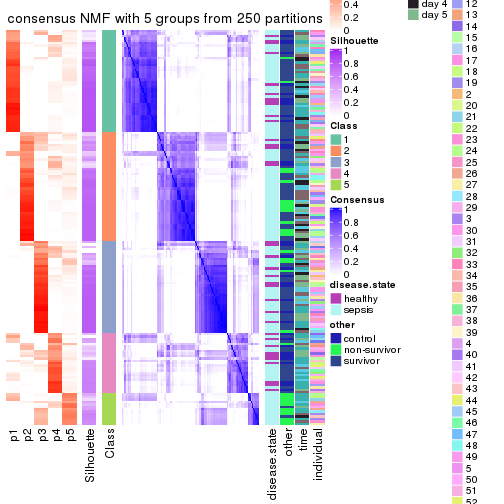 consensus NMF with 5 groups from 250 partitions
0.4
0.2
0
Silhouette
1
0.8
0.6
0.4
0.2
0
Class
1
2
3
4
5
Consensus
1
0.8
0.6
0.4
0.2
0
disease.state
healthy
sepsis
other
control
non-survivor
survivor
day 4
day 5
12
13
14
15
16
17
18
19
2
20
21
22
23
24
25
26
27
28
29
3
30
31
32
33
34
35
36
37
38
39
4
40
41
42
43
44
45
46
47
48
49
5
50
51
52
p1
p2
p3
p4
p5
Silhouette
Class
disease.state
other
time
individual